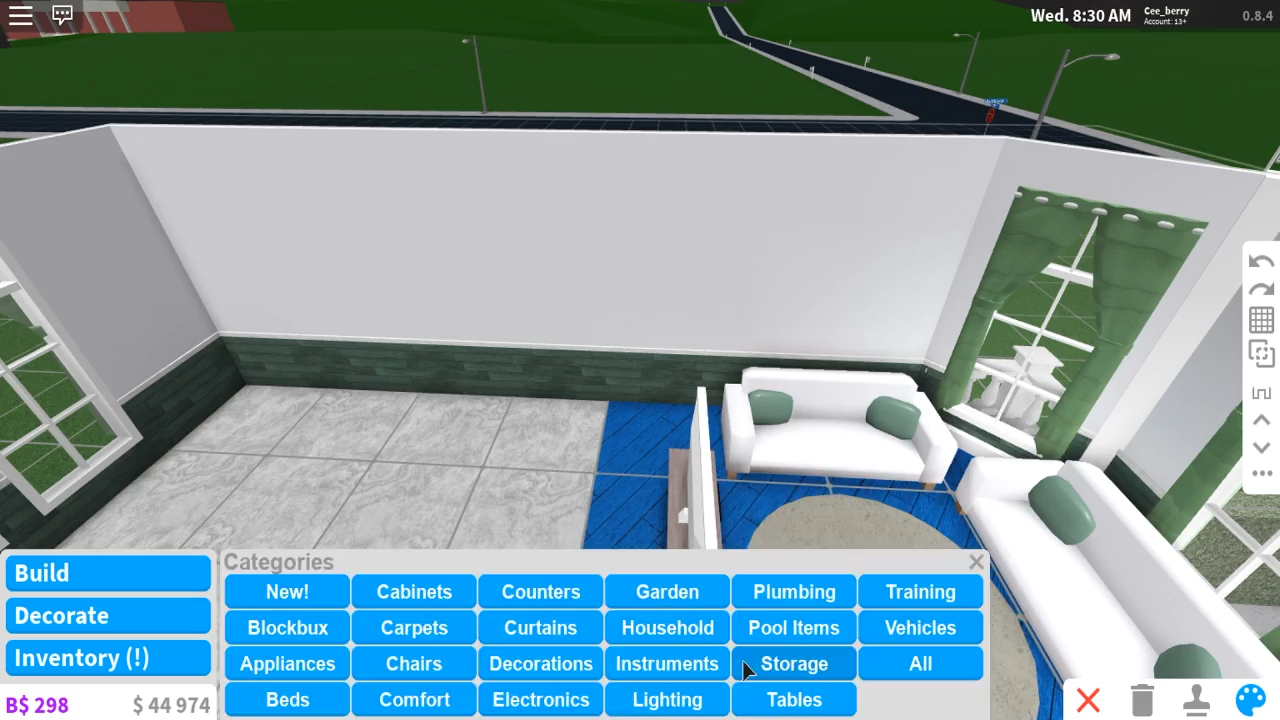 Wed. 8:30 AM
Cee_berry
Account: 13+
0.8.4
Build
Decorate
Inventory (!)
B$ 298
$ 44 974
Categories
New! Cabinets Counters Garden Plumbing Training
Blockbux Carpets Curtains Household Pool Items Vehicles
Appliances Chairs Decorations Instruments Storage All
Beds Comfort Electronics Lighting Tables